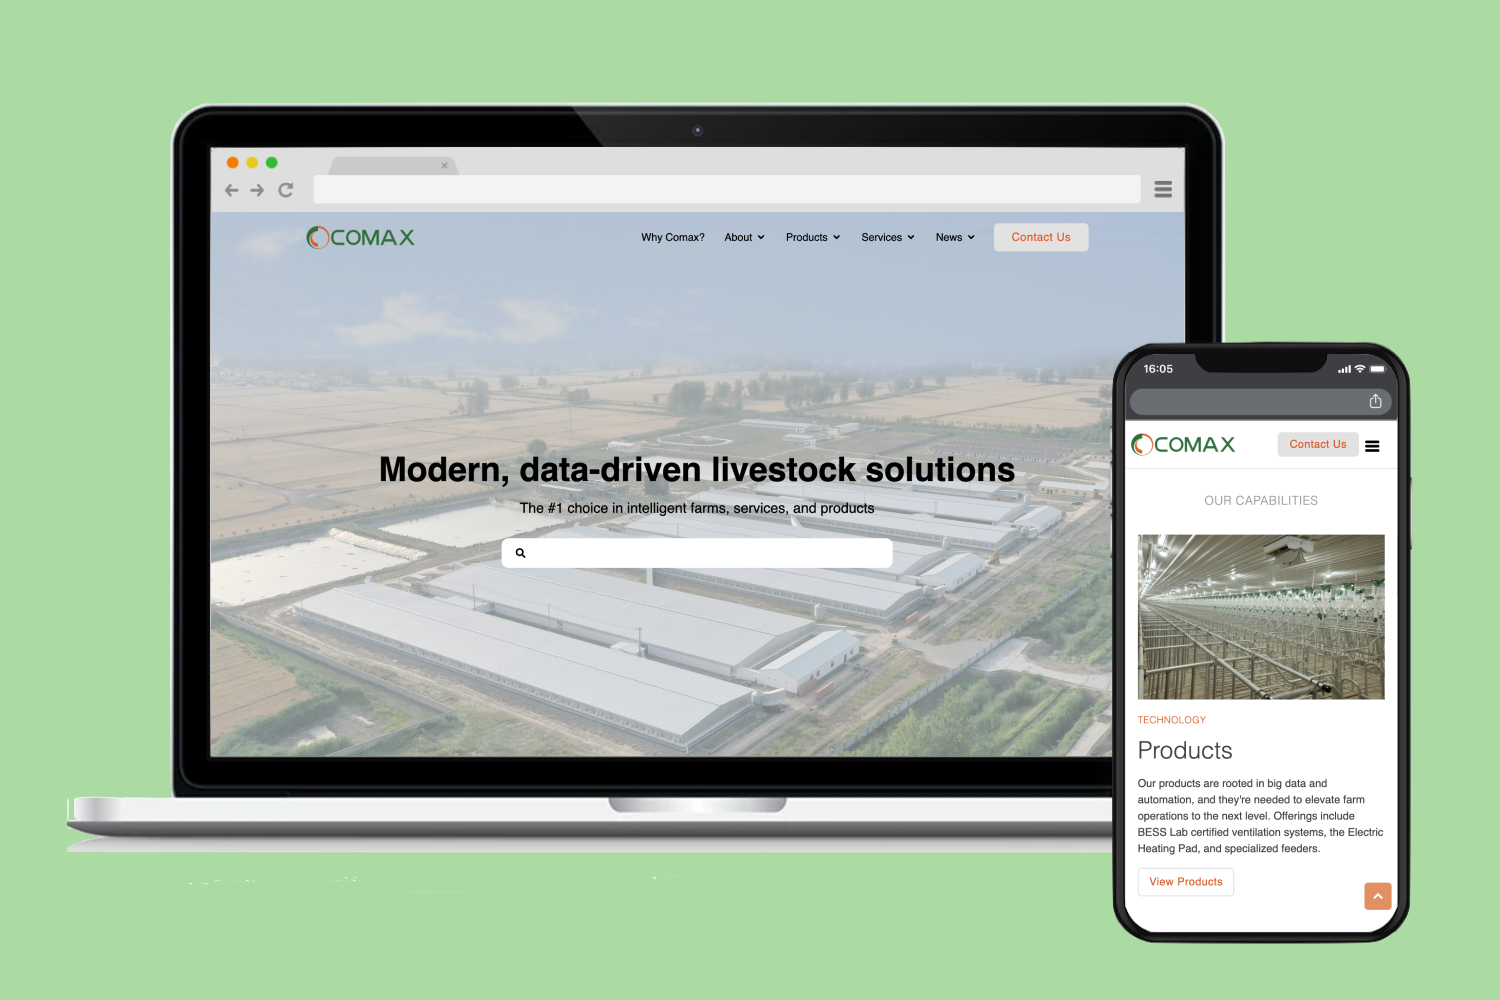 COMAX
Why Comax? About Products Services News Contact Us
Modern, data-driven livestock solutions
The #1 choice in intelligent farms, services, and products
16:05
COMAX Contact Us
OUR CAPABILITIES
TECHNOLOGY
Products
Our products are rooted in big data and
automation, and they're needed to elevate farm
operations to the next level. Offerings include
BESS Lab certified ventilation systems, the Electric
Heating Pad, and specialized feeders.
View Products